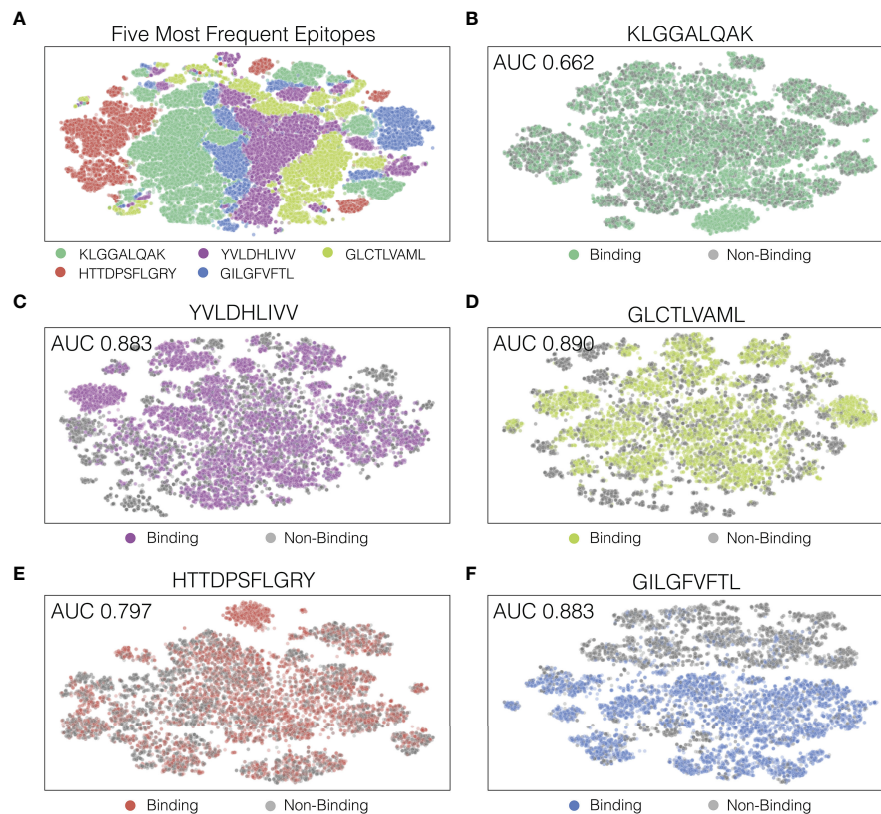 A
Five Most Frequent Epitopes
KLGGALQAK
YVLDHLIVV
GLCTLVAML
HTTDPSFLGRY
GILGFVFTL
B
KLGGALQAK
AUC 0.662
Binding
Non-Binding
C
YVLDHLIVV
AUC 0.883
Binding
Non-Binding
D
GLCTLVAML
AUC 0.890
Binding
Non-Binding
E
HTTDPSFLGRY
AUC 0.797
Binding
Non-Binding
F
GILGFVFTL
AUC 0.883
Binding
Non-Binding